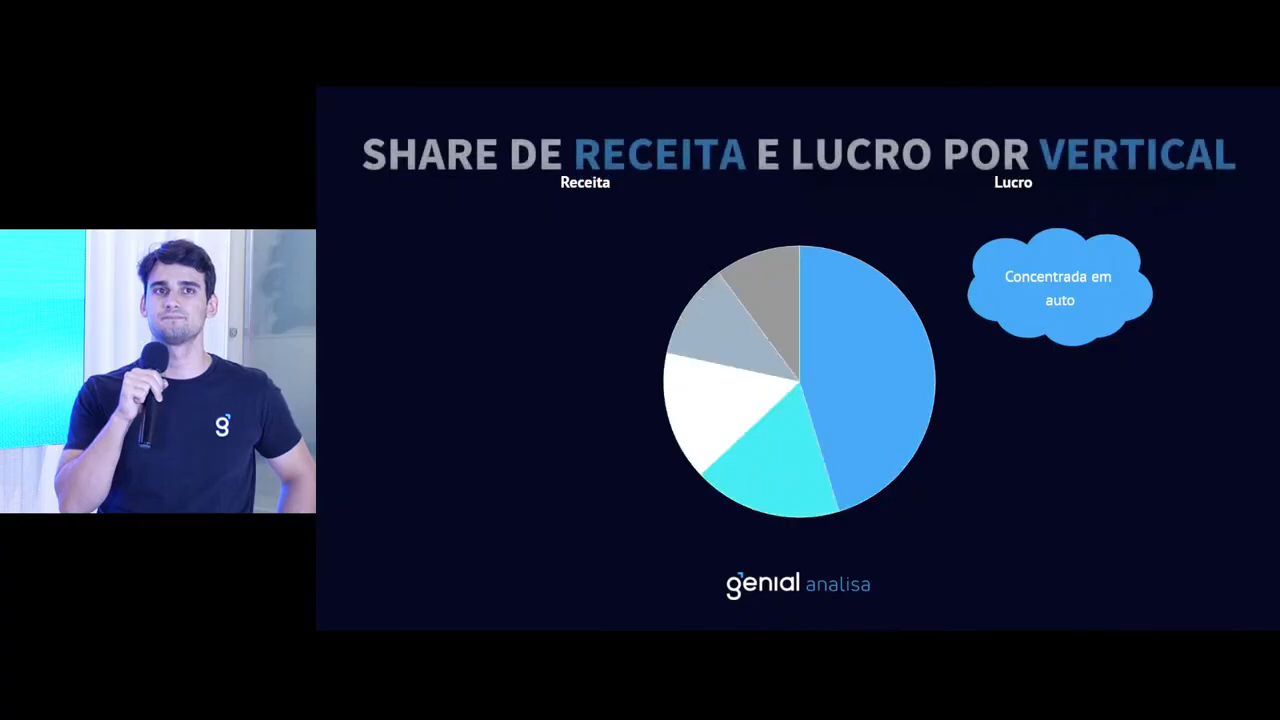 SHARE DE RECEITA E LUCRO POR VERTICAL
Receita
Lucro
Concentrada em
auto
genial analisa
g